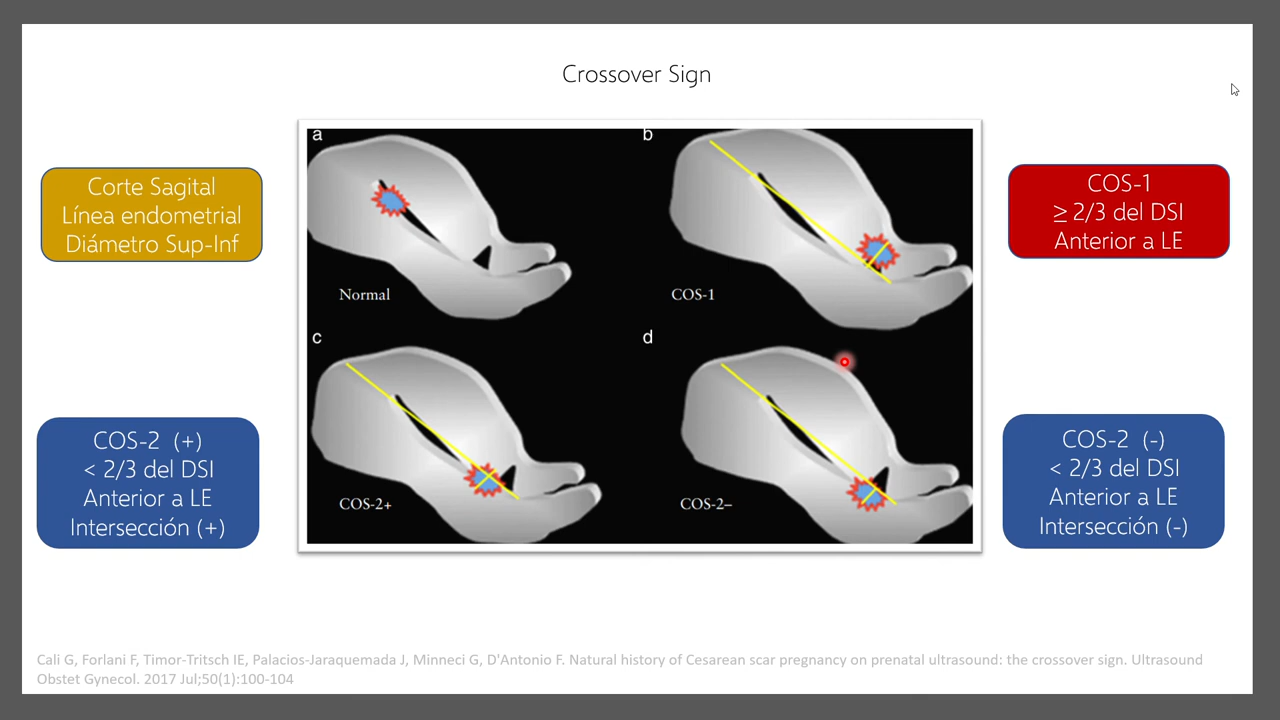 Crossover Sign
Corte Sagital
Línea endometrial
Diámetro Sup-Inf
a
Normal
b
COS-1
COS-1
≥ 2/3 del DSI
Anterior a LE
COS-2 (+)
< 2/3 del DSI
Anterior a LE
Intersección (+)
c
COS-2+
d
COS-2–
COS-2 (-)
< 2/3 del DSI
Anterior a LE
Intersección (-)
Cali G, Forlani F, Timor-Tritsch IE, Palacios-Jaraquemada J, Minneci G, D'Antonio F. Natural history of Cesarean scar pregnancy on prenatal ultrasound: the crossover sign. Ultrasound
Obstet Gynecol. 2017 Jul;50(1):100-104